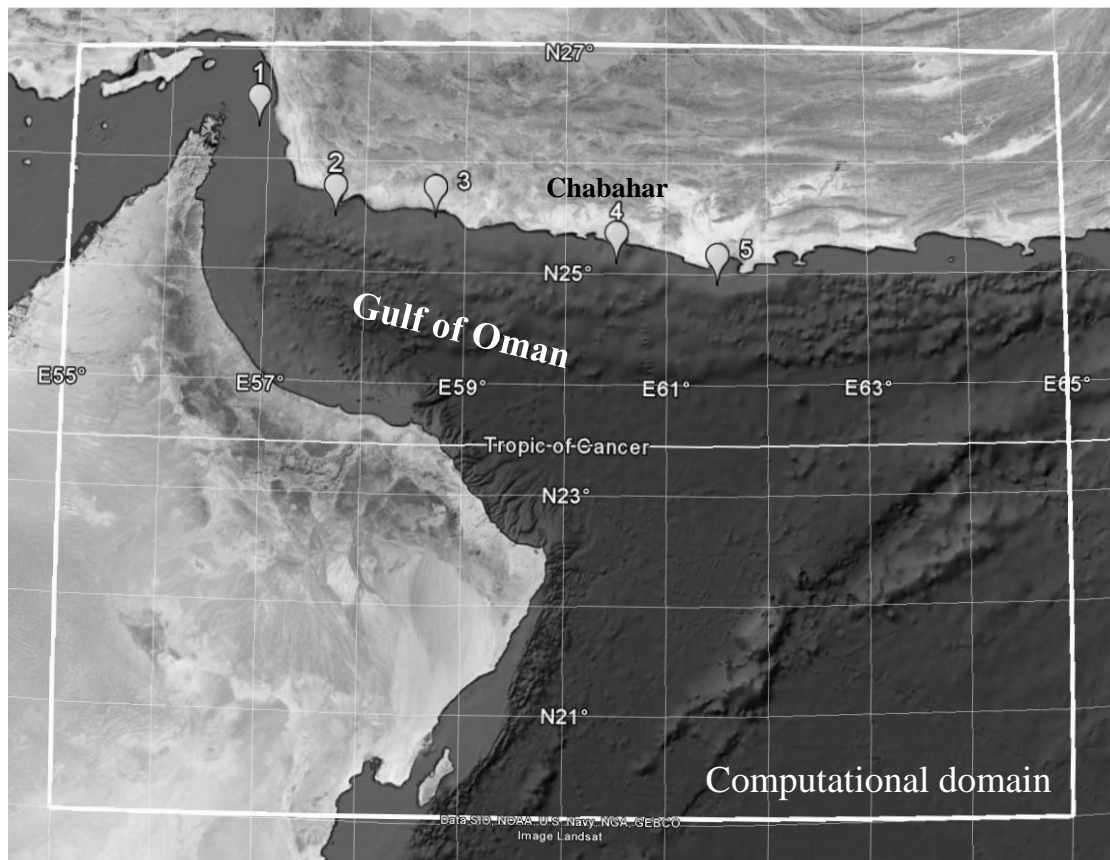 N27°
1
2
3
Chabahar
4
5
N25°
Gulf of Oman
E55°
E57°
E59°
E61°
E63°
E65°
Tropic of Cancer
N23°
N21°
Computational domain
Data SIO, NOAA, U.S. Navy, NGA, GEBCO
Image Landsat